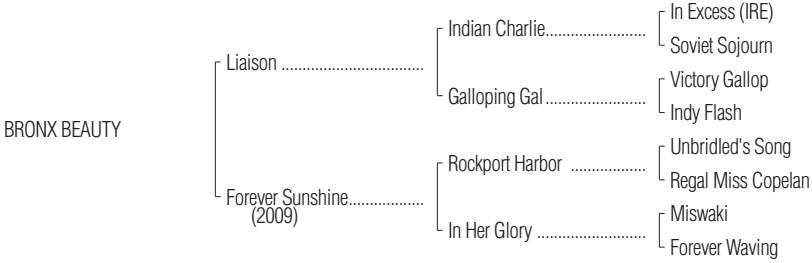 In Excess (IRE)
Indian Charlie........................
Soviet Sojourn
Liaison ..................................
Victory Gallop
Galloping Gal........................
Indy Flash
BRONX BEAUTY
Unbridled's Song
Rockport Harbor ..................
Regal Miss Copelan
Forever Sunshine..................
(2009)
Miswaki
In Her Glory ..........................
Forever Waving